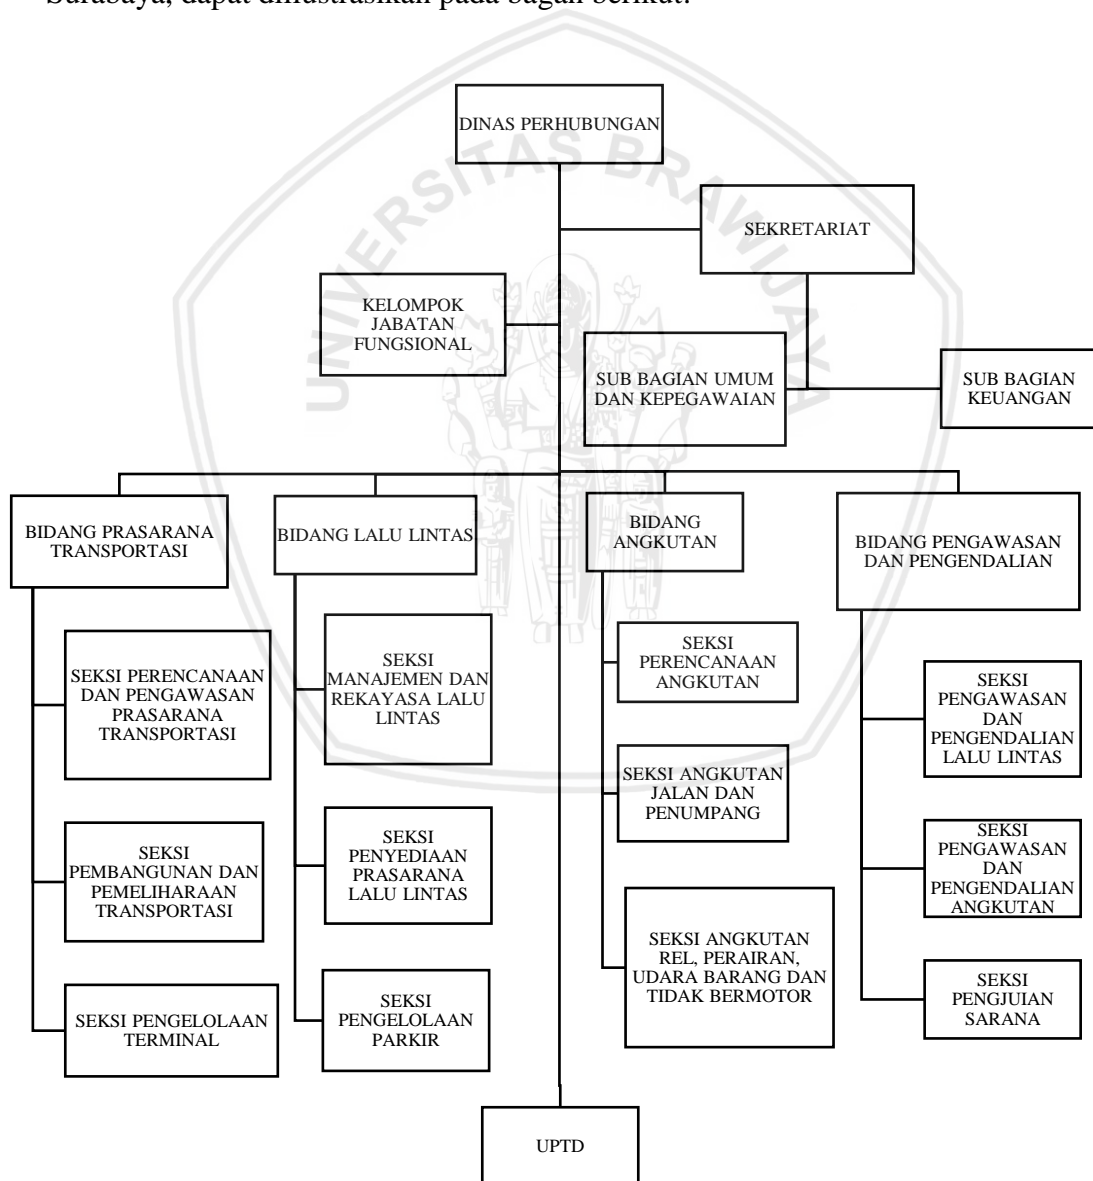 Surabaya, dapat diilustrasikan pada bagan berikut:
DINAS PERHUBUNGAN
SEKRETARIAT
KELOMPOK
JABATAN
FUNGSIONAL
SUB BAGIAN UMUM
DAN KEPEGAWAIAN
SUB BAGIAN
KEUANGAN
BIDANG PRASARANA
TRANSPORTASI
BIDANG LALU LINTAS
BIDANG
ANGKUTAN
BIDANG PENGAWASAN
DAN PENGENDALIAN
SEKSI PERENCANAAN
DAN PENGAWASAN
PRASARANA
TRANSPORTASI
SEKSI
PEMBANGUNAN DAN
PEMELIHARAAN
TRANSPORTASI
SEKSI PENGELOLAAN
TERMINAL
SEKSI
MANAJEMEN DAN
REKAYASA LALU
LINTAS
SEKSI
PENYEDIAAN
PRASARANA
LALU LINTAS
SEKSI
PENGELOLAAN
PARKIR
SEKSI
PERENCANAAN
ANGKUTAN
SEKSI ANGKUTAN
JALAN DAN
PENUMPANG
SEKSI ANGKUTAN
REL, PERAIRAN,
UDARA BARANG DAN
TIDAK BERMOTOR
SEKSI
PENGAWASAN
DAN
PENGENDALIAN
LALU LINTAS
SEKSI
PENGAWASAN
DAN
PENGENDALIAN
ANGKUTAN
SEKSI
PENGJUIAN
SARANA
UPTD
UNIVERSITAS BRAWIJAYA